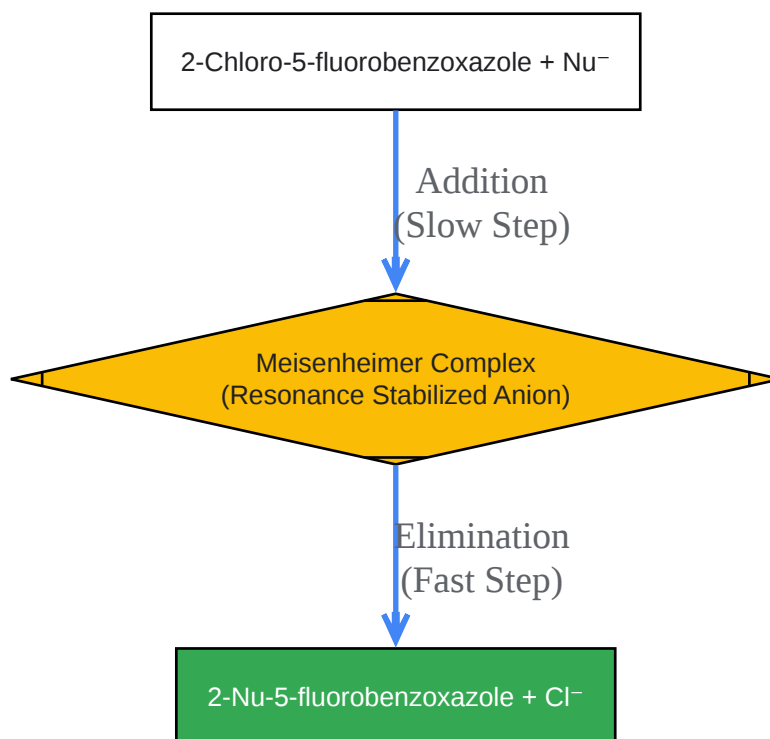 2-Chloro-5-fluorobenzoxazole + Nu⁻
Addition
(Slow Step)
Meisenheimer Complex
(Resonance Stabilized Anion)
Elimination
(Fast Step)
2-Nu-5-fluorobenzoxazole + Cl⁻